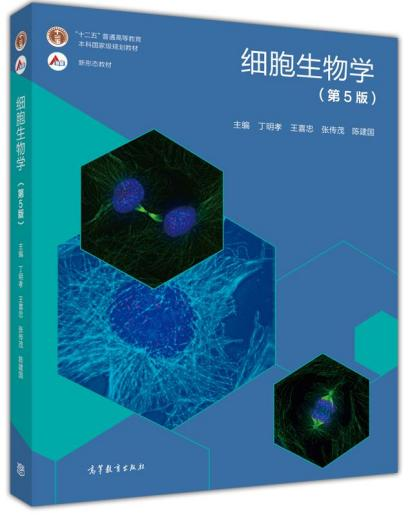 "十二五"普通高等教育
本科国家级规划教材
新形态教材
细胞生物学
(第5版)
主编 丁明孝 王喜忠 张传茂 陈建国
细胞生物学
(第5版)
主编 丁明孝 王喜忠 张传茂 陈建国
高等教育出版社